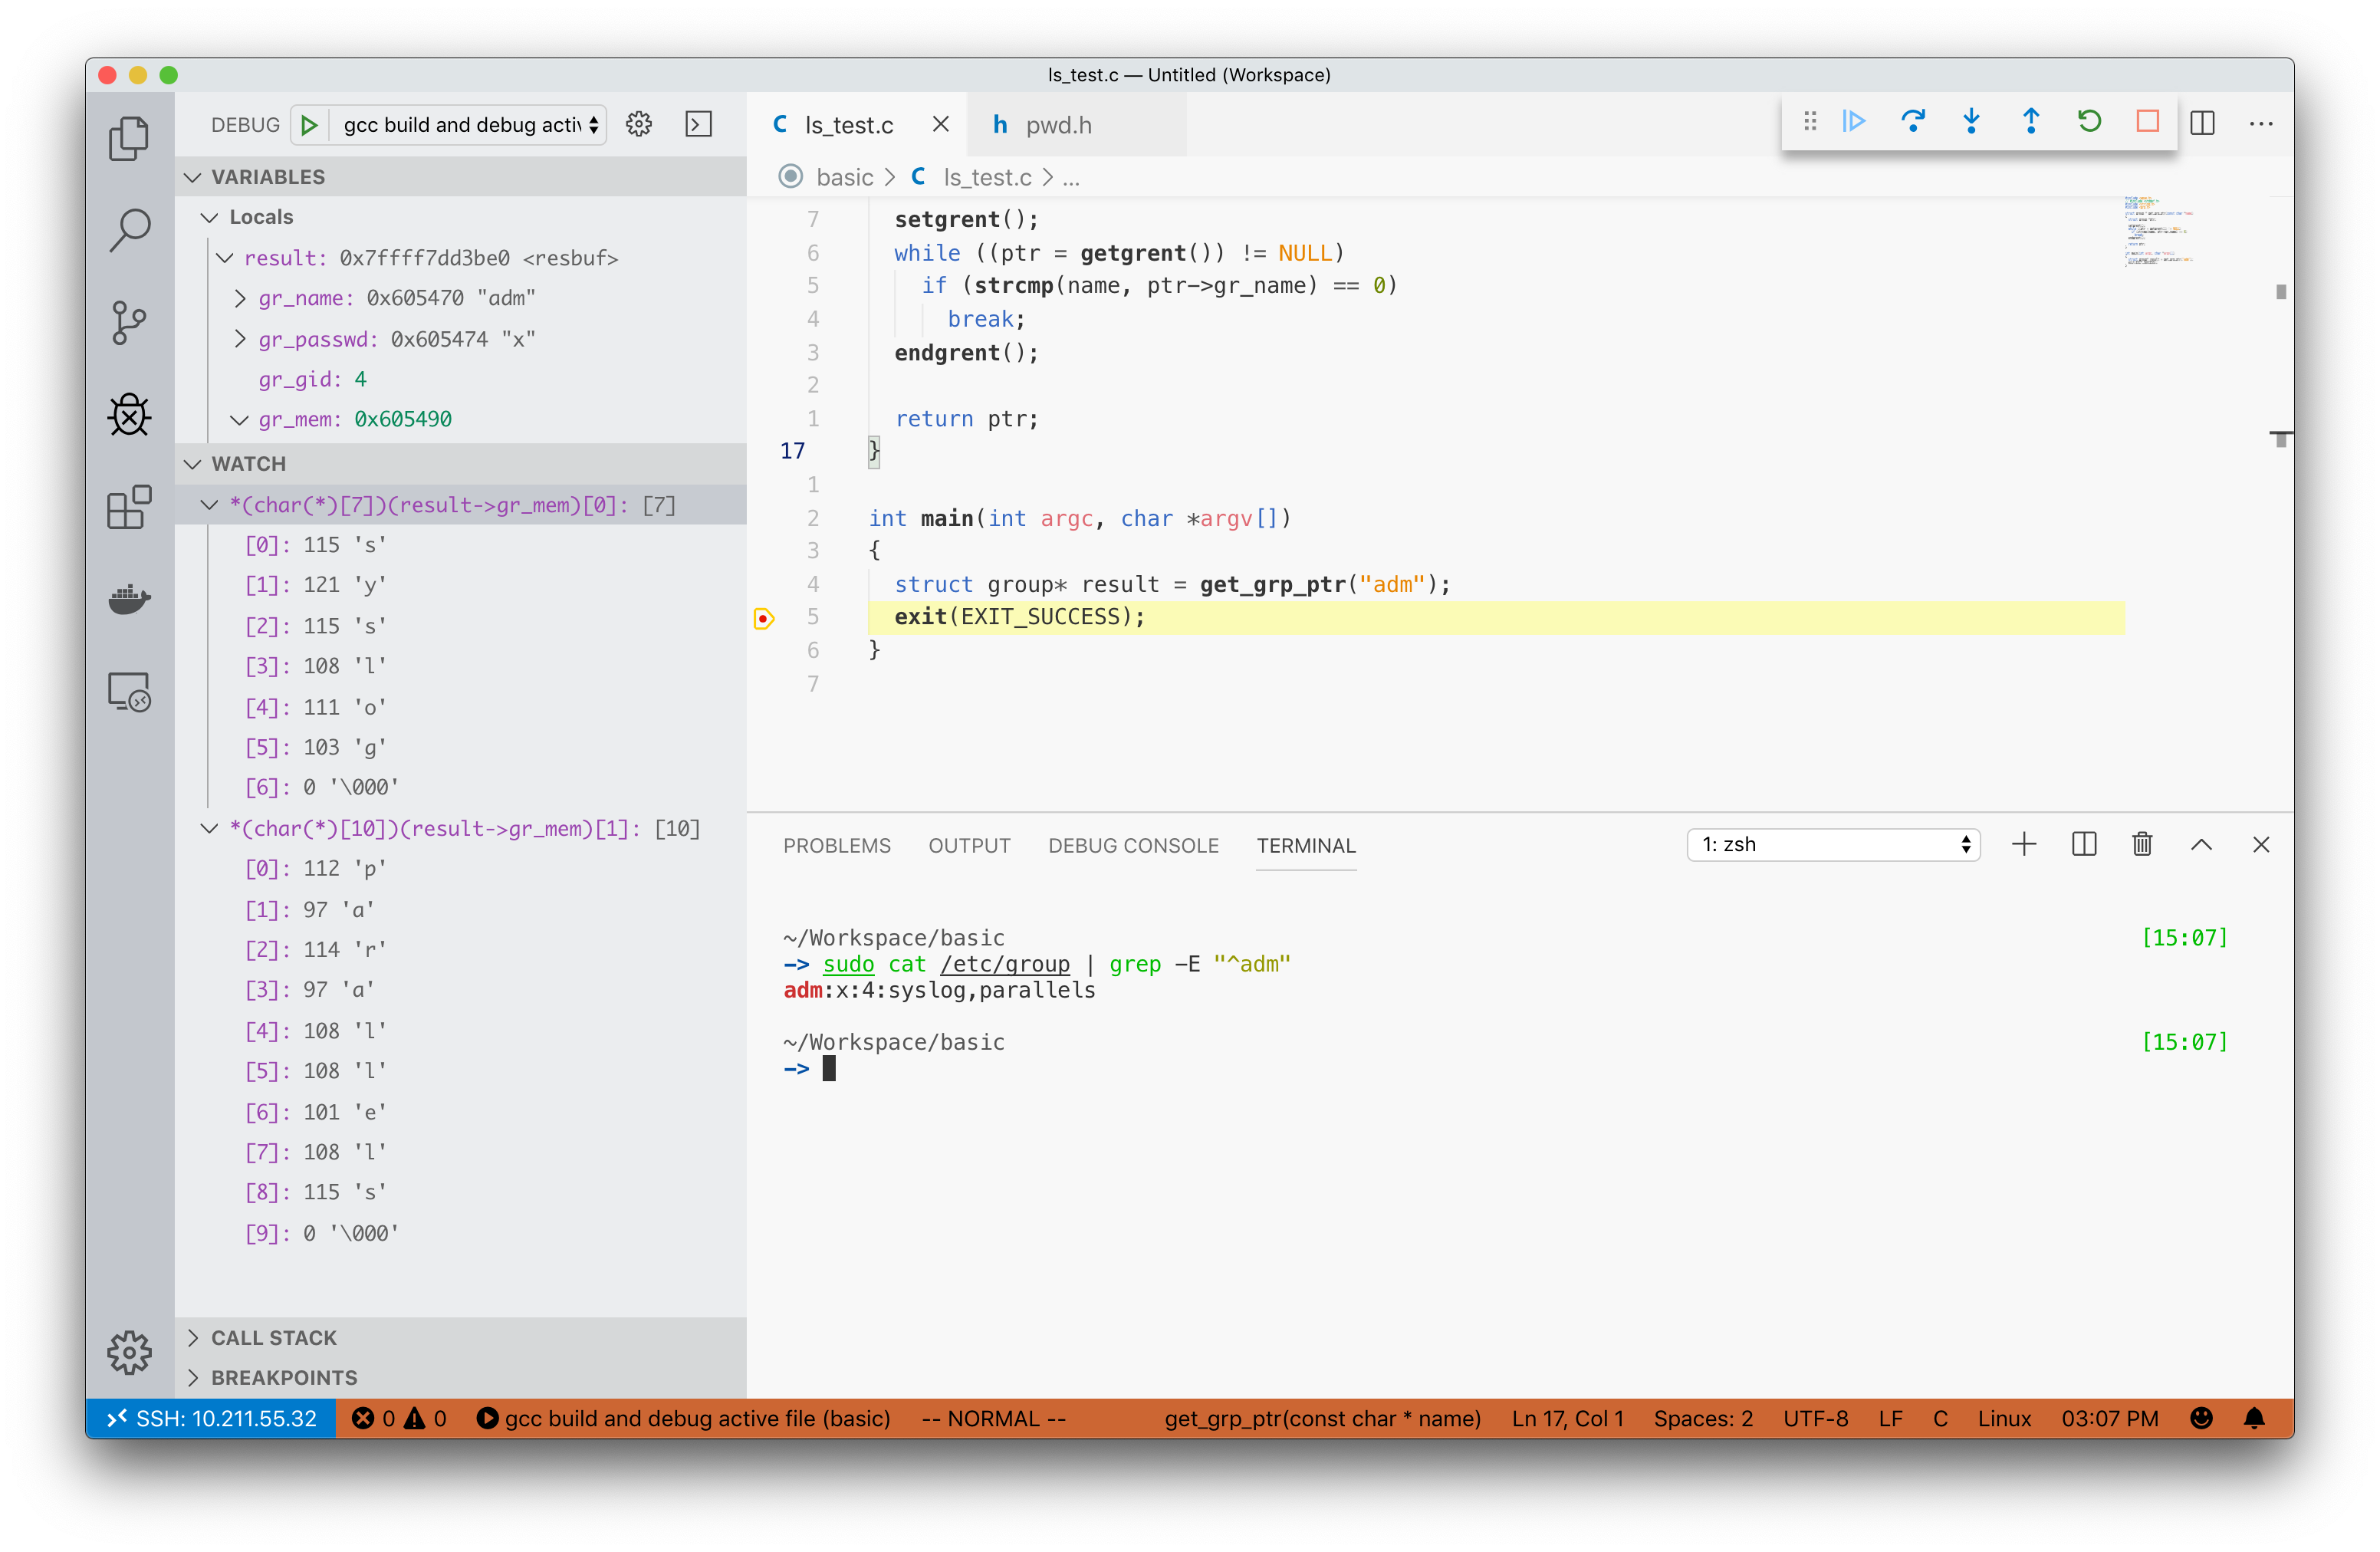 ls_test.c — Untitled (Workspace)
DEBUG gcc build and debug activ
VARIABLES
Locals
result: 0x7ffff7dd3be0 <resbuf>
gr_name: 0x605470 "adm"
gr_passwd: 0x605474 "x"
gr_gid: 4
gr_mem: 0x605490
WATCH
*(char(*)[7])(result->gr_mem)[0]: [7]
[0]: 115 's'
[1]: 121 'y'
[2]: 115 's'
[3]: 108 'l'
[4]: 111 'o'
[5]: 103 'g'
[6]: 0 '\000'
*(char(*)[10])(result->gr_mem)[1]: [10]
[0]: 112 'p'
[1]: 97 'a'
[2]: 114 'r'
[3]: 97 'a'
[4]: 108 'l'
[5]: 108 'l'
[6]: 101 'e'
[7]: 108 'l'
[8]: 115 's'
[9]: 0 '\000'
CALL STACK
BREAKPOINTS
C ls_test.c h pwd.h
basic > C ls_test.c > ...
7 setgrent();
6 while ((ptr = getgrent()) != NULL)
5 if (strcmp(name, ptr->gr_name) == 0)
4 break;
3 endgrent();
2
1 return ptr;
17 }
1
2 int main(int argc, char *argv[])
3 {
4 struct group* result = get_grp_ptr("adm");
5 exit(EXIT_SUCCESS);
6 }
7
PROBLEMS OUTPUT DEBUG CONSOLE TERMINAL 1: zsh
~/Workspace/basic [15:07]
-> sudo cat /etc/group | grep -E "^adm"
adm:x:4:syslog,parallels
~/Workspace/basic [15:07]
->
SSH: 10.211.55.32 0 0 gcc build and debug active file (basic) -- NORMAL -- get_grp_ptr(const char * name) Ln 17, Col 1 Spaces: 2 UTF-8 LF C Linux 03:07 PM